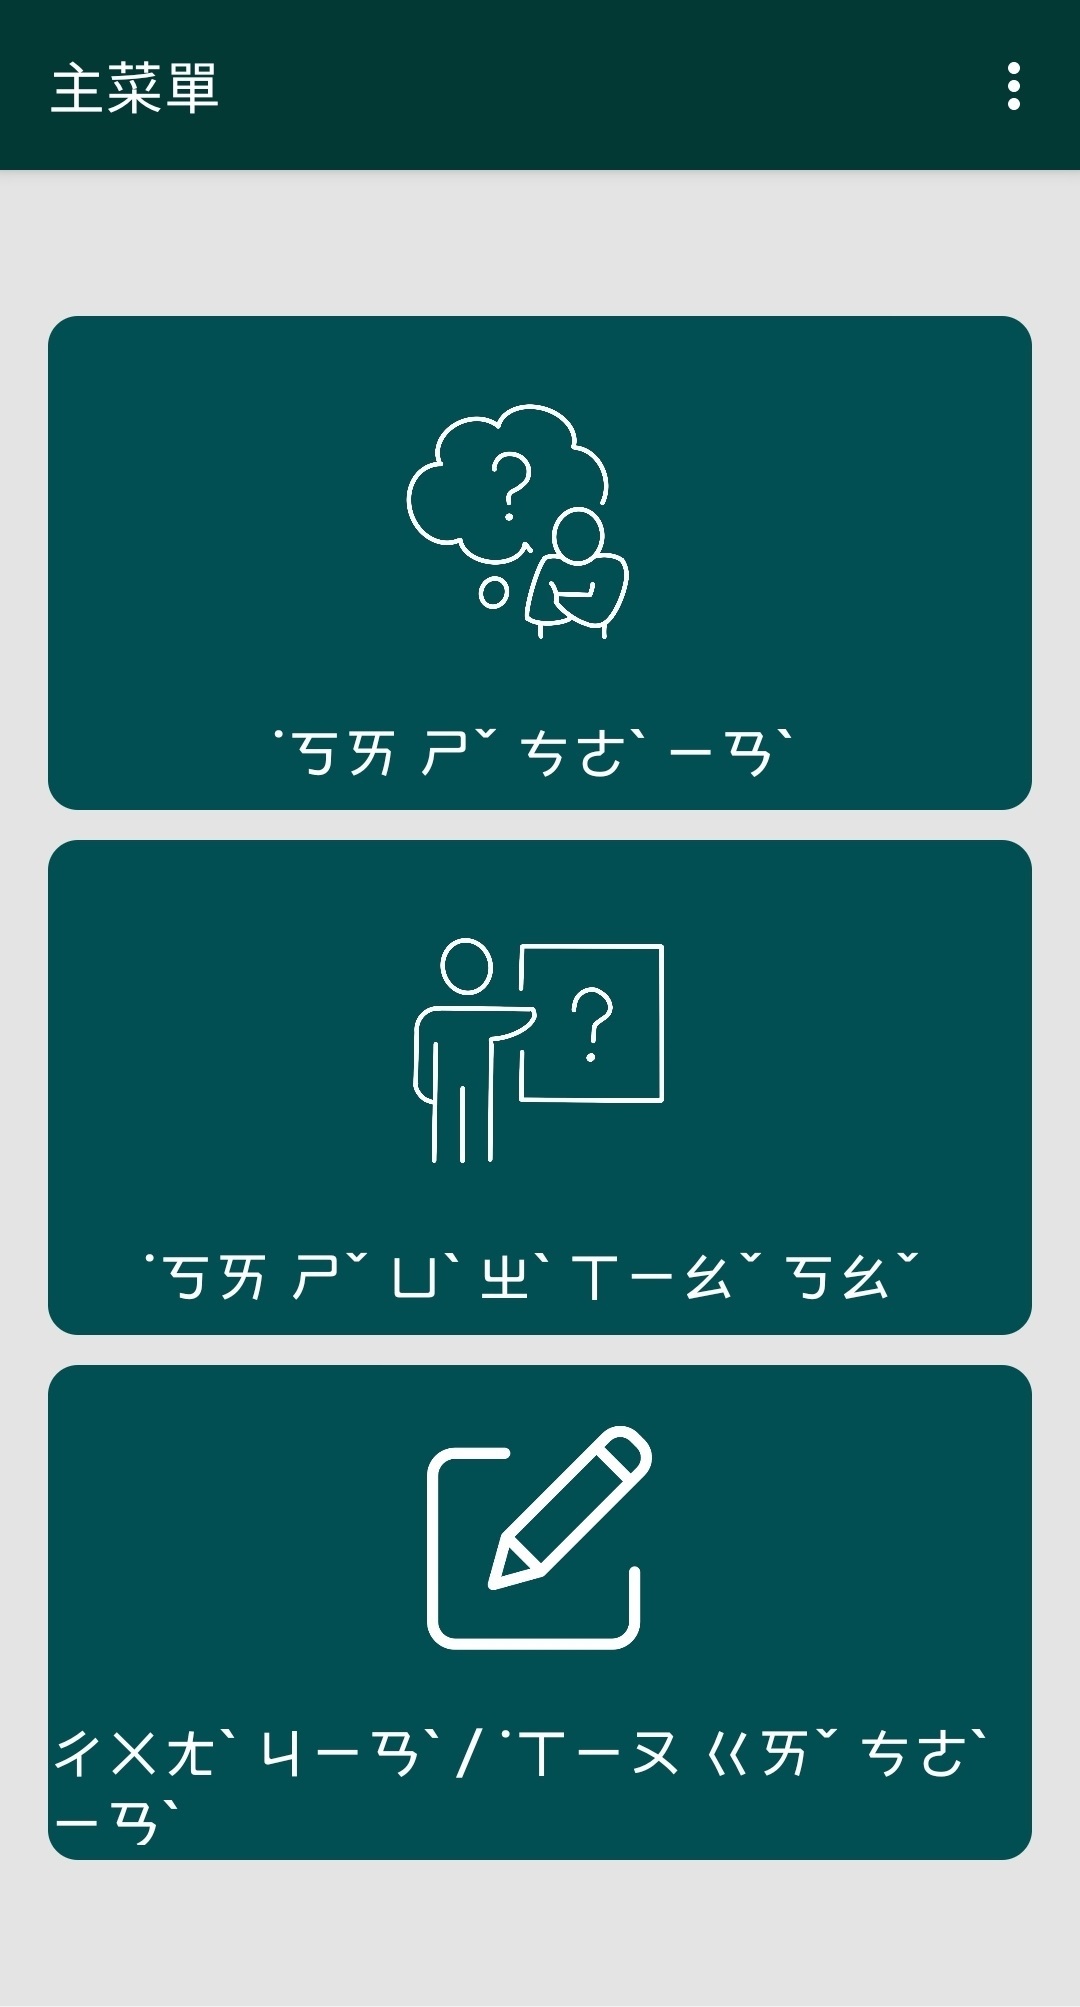 主菜單
˙ㄎㄞ ㄕˇ ㄘㄜˋ ㄧㄢˋ
˙ㄎㄞ ㄕˇ ㄩˋ ㄓˋ ㄒㄧㄠˇ ㄎㄠˇ
ㄔㄨㄤˋ ㄐㄧㄢˋ/˙ㄒㄧㄡ ㄍㄞˇ ㄘㄜˋ
ㄧㄢˋ